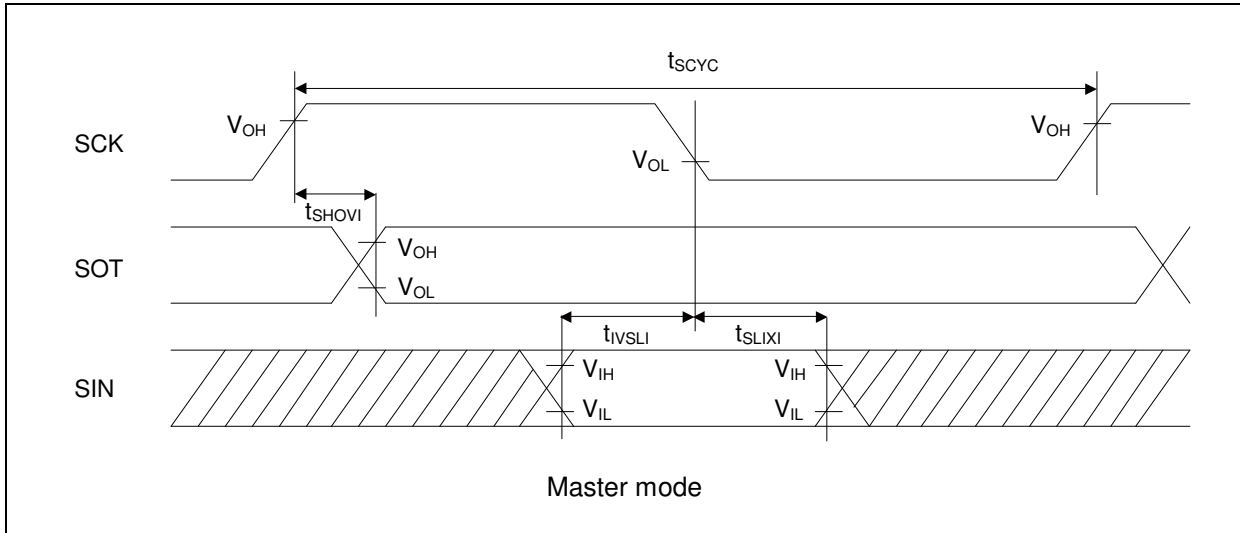 tSCYC
SCK
VOH
VOL
VOH
tSHOVI
SOT
VOH
VOL
tIVSLI
tSLIXI
SIN
VIH
VIH
VIL
VIL
Master mode